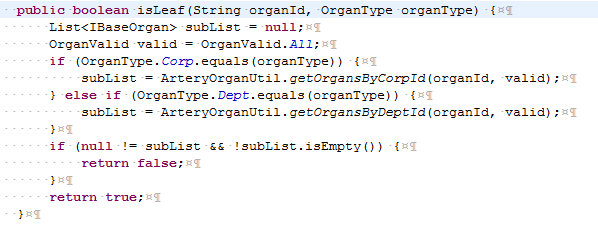 public boolean isLeaf(String organId, OrganType organType) {
List<IBaseOrgan> subList = null;
OrganValid valid = OrganValid.All;
if (OrganType.Corp.equals(organType)) {
subList = ArteryOrganUtil.getOrgansByCorpId(organId, valid);
} else if (OrganType.Dept.equals(organType)) {
subList = ArteryOrganUtil.getOrgansByDeptId(organId, valid);
}
if (null != subList && !subList.isEmpty()) {
return false;
}
return true;
}